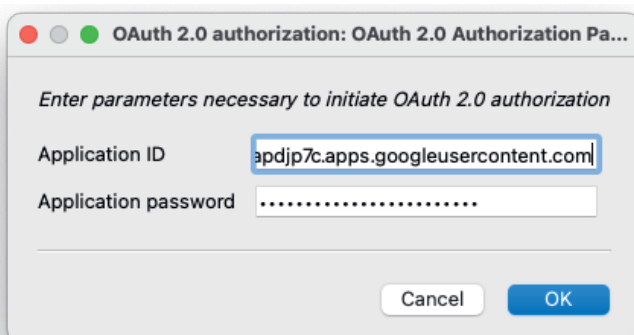 OAuth 2.0 authorization: OAuth 2.0 Authorization Pa...
Enter parameters necessary to initiate OAuth 2.0 authorization
Application ID apdjp7c.apps.googleusercontent.com
Application password ························
Cancel OK